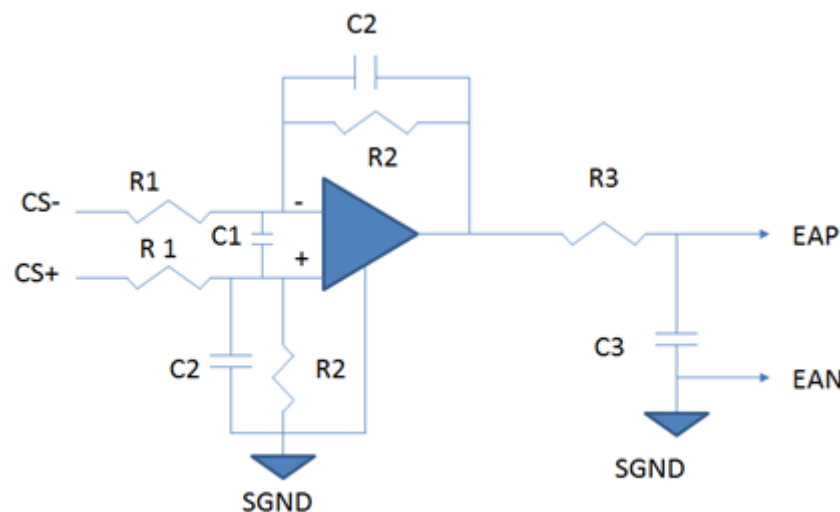 C2
R2
R1
CS-
-
R3
C1
EAP
R 1
CS+
+
C2
R2
C3
EAN
SGND
SGND